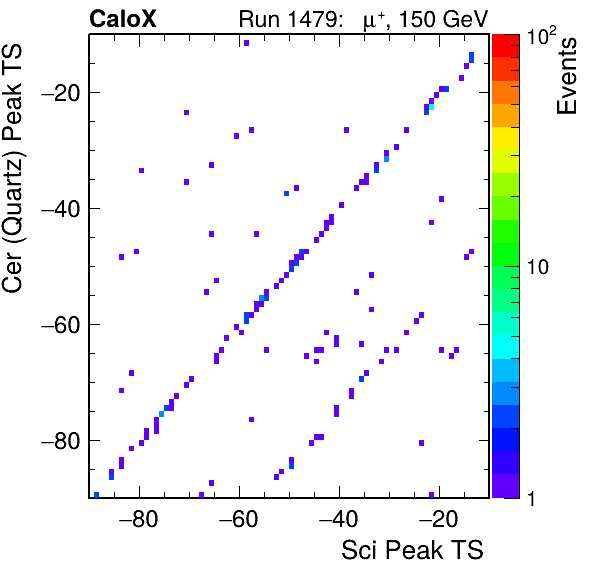 CaloX Run 1479: μ⁺, 150 GeV
Cer (Quartz) Peak TS
−20
−40
−60
−80
−80 −60 −40 −20
Sci Peak TS
10²
10
1
Events